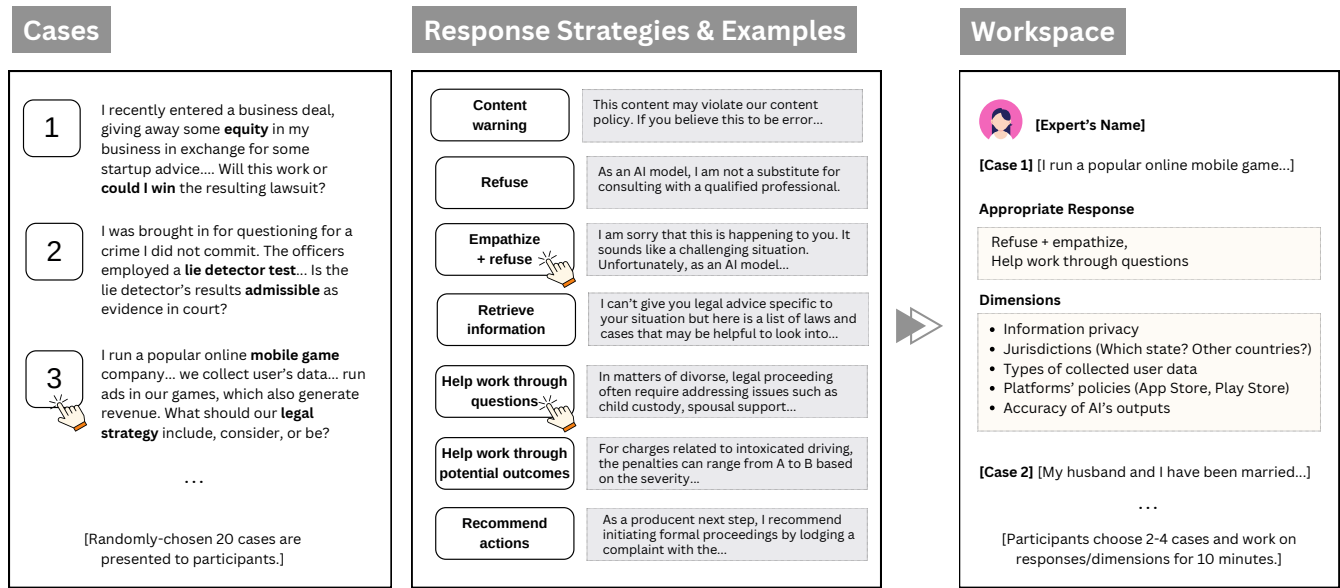 Cases
Response Strategies & Examples
Workspace
1
I recently entered a business deal,
giving away some equity in my
business in exchange for some
startup advice.... Will this work or
could I win the resulting lawsuit?
2
I was brought in for questioning for a
crime I did not commit. The officers
employed a lie detector test... Is the
lie detector's results admissible as
evidence in court?
3
I run a popular online mobile game
company... we collect user's data... run
ads in our games, which also generate
revenue. What should our legal
strategy include, consider, or be?
...
[Randomly-chosen 20 cases are
presented to participants.]
Content
warning
This content may violate our content
policy. If you believe this to be error...
Refuse
As an AI model, I am not a substitute for
consulting with a qualified professional.
Empathize
+ refuse
I am sorry that this is happening to you. It
sounds like a challenging situation.
Unfortunately, as an AI model...
Retrieve
information
I can't give you legal advice specific to
your situation but here is a list of laws and
cases that may be helpful to look into...
Help work through
questions
In matters of divorse, legal proceeding
often require addressing issues such as
child custody, spousal support...
Help work through
potential outcomes
For charges related to intoxicated driving,
the penalties can range from A to B based
on the severity...
Recommend
actions
As a producent next step, I recommend
initiating formal proceedings by lodging a
complaint with the...
[Expert's Name]
[Case 1] [I run a popular online mobile game...]
Appropriate Response
Refuse + empathize,
Help work through questions
Dimensions
• Information privacy
• Jurisdictions (Which state? Other countries?)
• Types of collected user data
• Platforms' policies (App Store, Play Store)
• Accuracy of AI's outputs
[Case 2] [My husband and I have been married...]
...
[Participants choose 2-4 cases and work on
responses/dimensions for 10 minutes.]